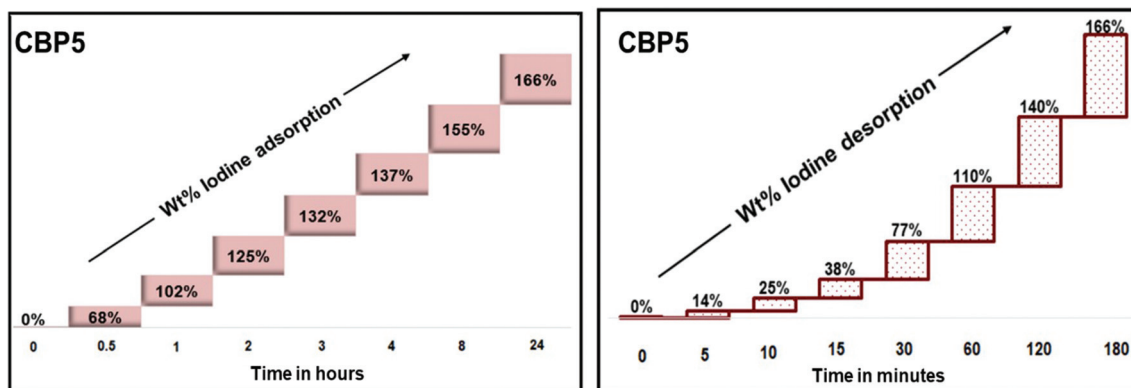 CBP5
Wt% Iodine adsorption
0%
68%
102%
125%
132%
137%
155%
166%
0 0.5 1 2 3 4 8 24
Time in hours
CBP5
Wt% Iodine desorption
0%
14%
25%
38%
77%
110%
140%
166%
0 5 10 15 30 60 120 180
Time in minutes